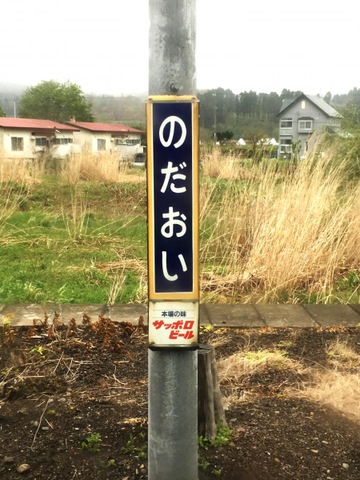 のだおい
本場の味
サッポロ
ビール